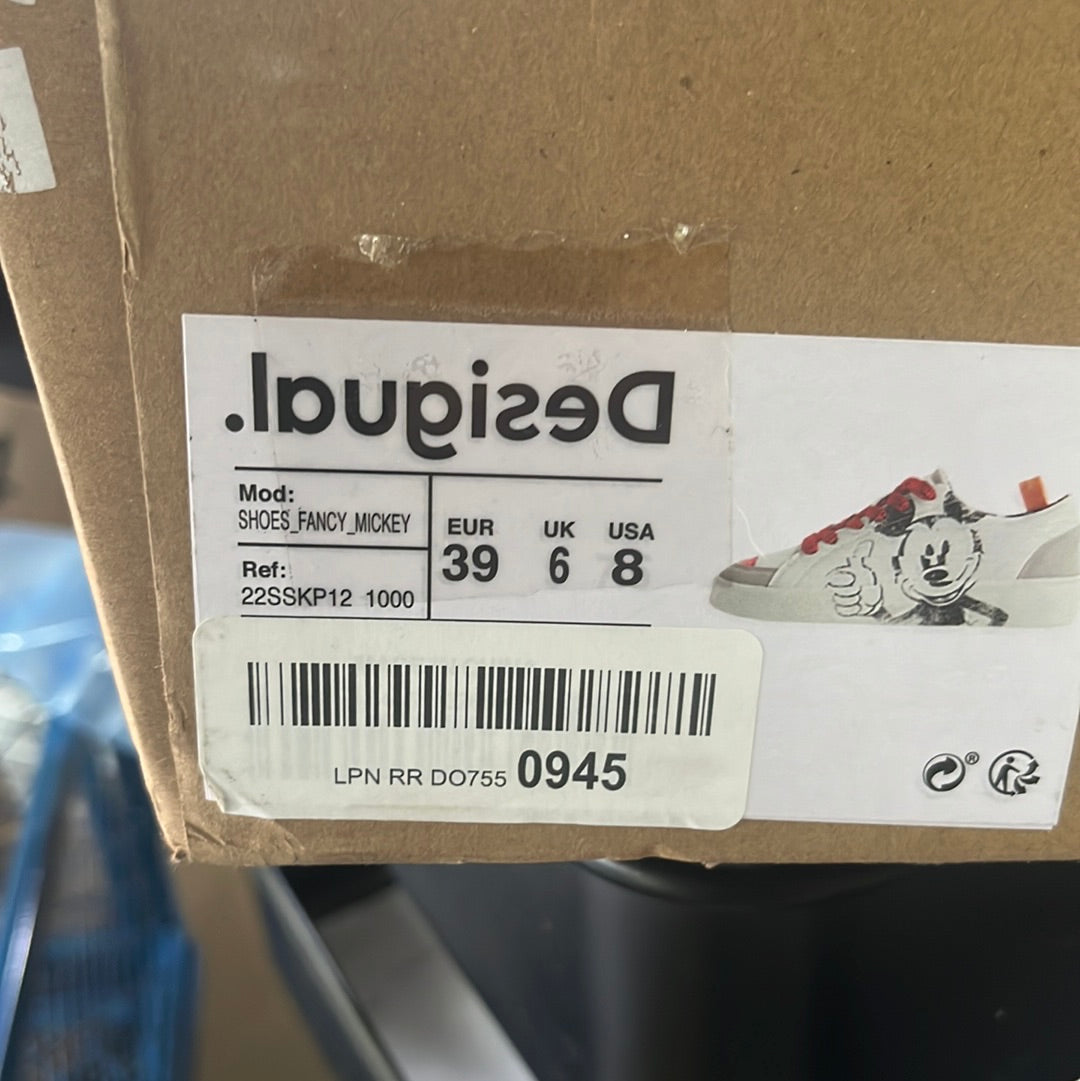 Desigual.
Mod:
SHOES_FANCY_MICKEY
Ref:
22SSKP12 1000
EUR UK USA
39 6 8
LPN RR DO755 0945
®